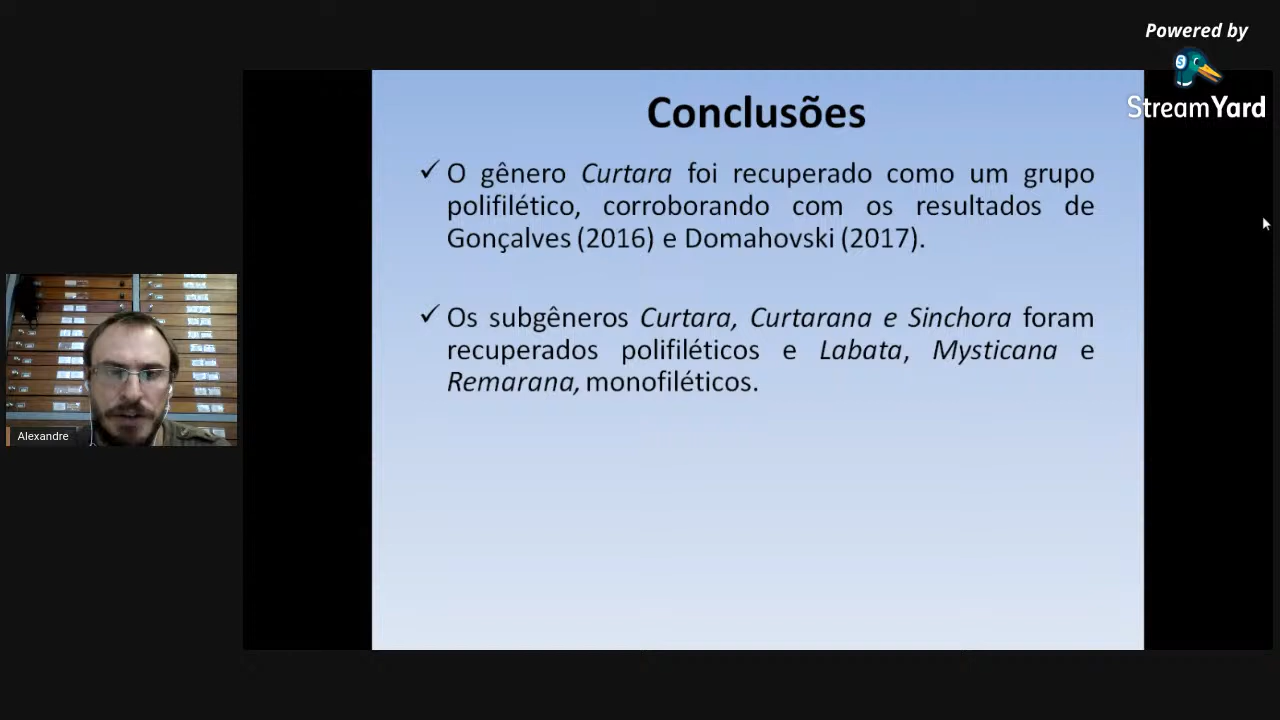 Powered by
StreamYard
Conclusões
✓ O gênero Curtara foi recuperado como um grupo
polifilético, corroborando com os resultados de
Gonçalves (2016) e Domahovski (2017).
✓ Os subgêneros Curtara, Curtarana e Sinchora foram
recuperados polifiléticos e Labata, Mysticana e
Remarana, monofiléticos.
Alexandre